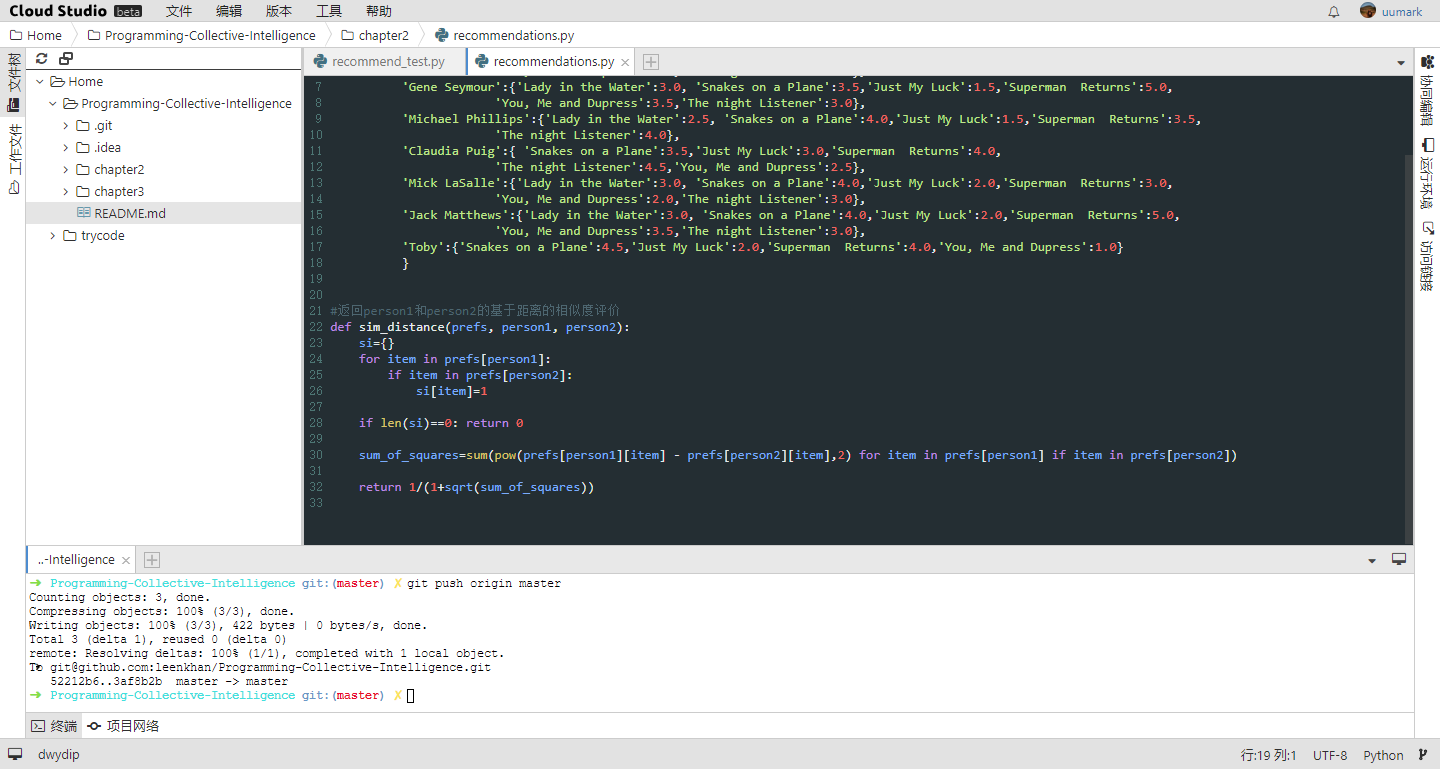 Cloud Studio beta 文件 编辑 版本 工具 帮助 uumark
Home Programming-Collective-Intelligence chapter2 recommendations.py
文件树
工作文件
Home
Programming-Collective-Intelligence
.git
.idea
chapter2
chapter3
README.md
trycode
recommend_test.py recommendations.py
7 'Gene Seymour':{'Lady in the Water':3.0, 'Snakes on a Plane':3.5,'Just My Luck':1.5,'Superman  Returns':5.0,
8 'You, Me and Dupress':3.5,'The night Listener':3.0},
9 'Michael Phillips':{'Lady in the Water':2.5, 'Snakes on a Plane':4.0,'Just My Luck':1.5,'Superman  Returns':3.5,
10 'The night Listener':4.0},
11 'Claudia Puig':{ 'Snakes on a Plane':3.5,'Just My Luck':3.0,'Superman  Returns':4.0,
12 'The night Listener':4.5,'You, Me and Dupress':2.5},
13 'Mick LaSalle':{'Lady in the Water':3.0, 'Snakes on a Plane':4.0,'Just My Luck':2.0,'Superman  Returns':3.0,
14 'You, Me and Dupress':2.0,'The night Listener':3.0},
15 'Jack Matthews':{'Lady in the Water':3.0, 'Snakes on a Plane':4.0,'Just My Luck':2.0,'Superman  Returns':5.0,
16 'You, Me and Dupress':3.5,'The night Listener':3.0},
17 'Toby':{'Snakes on a Plane':4.5,'Just My Luck':2.0,'Superman  Returns':4.0,'You, Me and Dupress':1.0}
18 }
19
20
21 #返回person1和person2的基于距离的相似度评价
22 def sim_distance(prefs, person1, person2):
23     si={}
24     for item in prefs[person1]:
25         if item in prefs[person2]:
26             si[item]=1
27
28     if len(si)==0: return 0
29
30     sum_of_squares=sum(pow(prefs[person1][item] - prefs[person2][item],2) for item in prefs[person1] if item in prefs[person2])
31
32     return 1/(1+sqrt(sum_of_squares))
33
协同编辑
运行环境
访问链接
..-Intelligence
➜ Programming-Collective-Intelligence git:(master) ✗ git push origin master
Counting objects: 3, done.
Compressing objects: 100% (3/3), done.
Writing objects: 100% (3/3), 422 bytes | 0 bytes/s, done.
Total 3 (delta 1), reused 0 (delta 0)
remote: Resolving deltas: 100% (1/1), completed with 1 local object.
To git@github.com:leenkhan/Programming-Collective-Intelligence.git
52212b6..3af8b2b  master -> master
➜ Programming-Collective-Intelligence git:(master) ✗
终端 项目网络
dwydip 行:19 列:1 UTF-8 Python